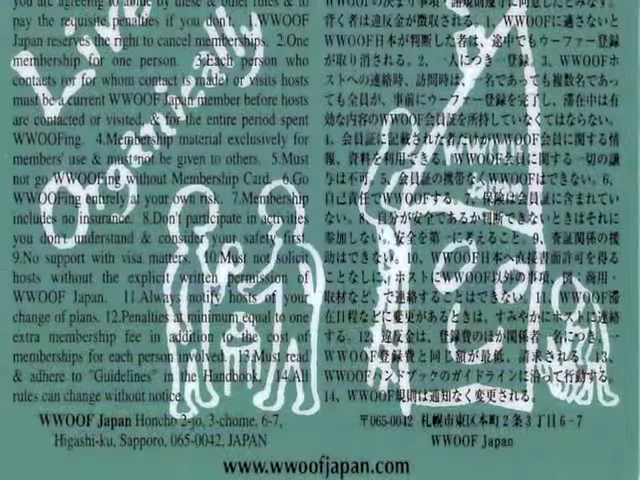 you are agreeing to abide by these & other rules & to
pay the requisite penalties if you don't. 1.WWOOF
Japan reserves the right to cancel memberships. 2.One
membership for one person. 3.Each person who
contacts (or for whom contact is made) or visits hosts
must be a current WWOOF Japan member before hosts
are contacted or visited, & for the entire period spent
WWOOFing. 4.Membership material exclusively for
members' use & must not be given to others. 5.Must
not go WWOOFing without Membership Card. 6.Go
WWOOFing entirely at your own risk. 7.Membership
includes no insurance. 8.Don't participate in activities
you don't understand & consider your safety first.
9.No support with visa matters. 10.Must not solicit
hosts without the explicit written permission of
WWOOF Japan. 11.Always notify hosts of your
change of plans. 12.Penalties at minimum equal to one
extra membership fee in addition to the cost of
memberships for each person involved. 13.Must read
& adhere to "Guidelines" in the Handbook. 14.All
rules can change without notice.
WWOOF Japan Honcho 2-jo, 3-chome, 6-7,
Higashi-ku, Sapporo, 065-0042, JAPAN
背く者は違反金が徴収される。1、WWOOFに適さないと
WWOOF日本が判断した者は、途中でもウーファー登録
が取り消される。2、一人につき一登録。3、WWOOFホ
ストへの連絡時、訪問時は、一名であっても複数名であっ
ても全員が、事前にウーファー登録を完了し、滞在中は有
効な内容のWWOOF会員証を所持していなくてはならない。
4、会員証に記載された者だけがWWOOF会員に関する情
報、資料を利用できる。WWOOF会員に関する一切の譲
与は不可。5、会員証の携帯なくWWOOFはできない。6、
自己責任でWWOOFする。7、保険は会員証に含まれてい
ない。8、自分が安全であるか判断できないときはそれに
参加しない。安全を第一に考えること。9、査証関係の援
助はできない。10、WWOOF日本へ直接書面許可を得る
ことなしに、ホストにWWOOF以外の事項、例：商用・
取材など、で連絡することはできない。11、WWOOF滞
在日程などに変更があるときは、すみやかにホストに連絡
する。12、違反金は、登録費のほか関係者一名につき、一
WWOOF登録費と同じ額が最低、請求される。13、
WWOOFハンドブックのガイドラインに沿って行動する。
14、WWOOF規則は通知なく変更される。
〒065-0042 札幌市東区本町2条3丁目6-7
WWOOF Japan
www.wwoofjapan.com
Organically